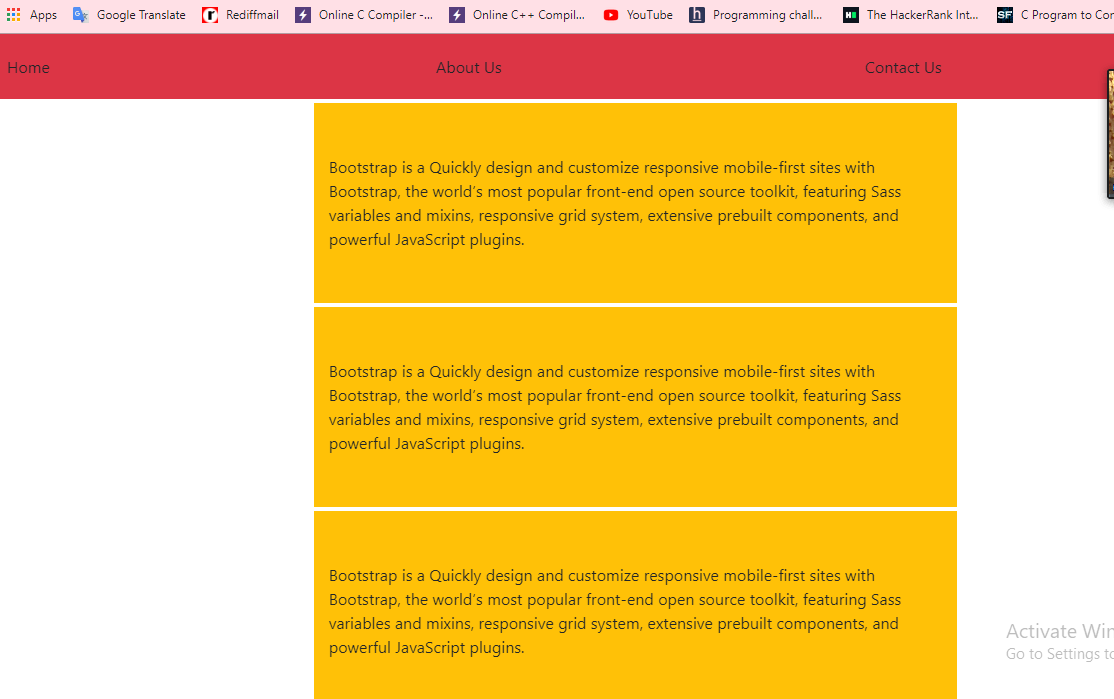 Apps Google Translate Rediffmail Online C Compiler -... Online C++ Compil... YouTube h Programming chall... H The HackerRank Int... SF C Program to Con
Home About Us Contact Us
Bootstrap is a Quickly design and customize responsive mobile-first sites with
Bootstrap, the world’s most popular front-end open source toolkit, featuring Sass
variables and mixins, responsive grid system, extensive prebuilt components, and
powerful JavaScript plugins.
Bootstrap is a Quickly design and customize responsive mobile-first sites with
Bootstrap, the world’s most popular front-end open source toolkit, featuring Sass
variables and mixins, responsive grid system, extensive prebuilt components, and
powerful JavaScript plugins.
Bootstrap is a Quickly design and customize responsive mobile-first sites with
Bootstrap, the world’s most popular front-end open source toolkit, featuring Sass
variables and mixins, responsive grid system, extensive prebuilt components, and
powerful JavaScript plugins.
Activate Win
Go to Settings to